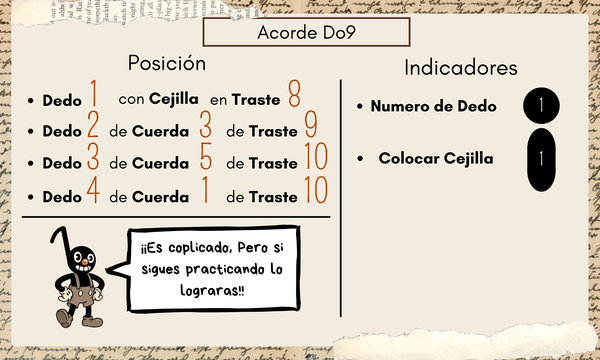 Acorde Do9
Posición
• Dedo 1 con Cejilla en Traste 8
• Dedo 2 de Cuerda 3 de Traste 9
• Dedo 3 de Cuerda 5 de Traste 10
• Dedo 4 de Cuerda 1 de Traste 10
¡¡Es coplicado, Pero si
sigues practicando lo
lograras!!
Indicadores
• Numero de Dedo 1
• Colocar Cejilla 1